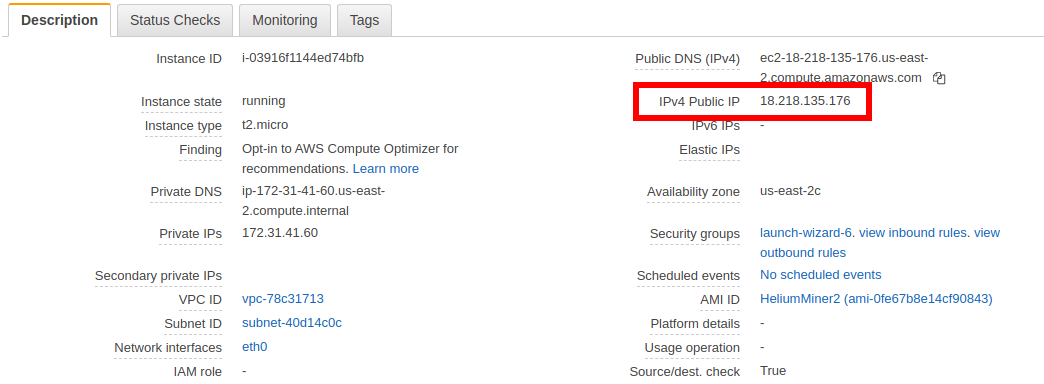 Description Status Checks Monitoring Tags
Instance ID i-03916f1144ed74bfb
Public DNS (IPv4) ec2-18-218-135-176.us-east-
2.compute.amazonaws.com
Instance state running
IPv4 Public IP 18.218.135.176
Instance type t2.micro
IPv6 IPs -
Finding Opt-in to AWS Compute Optimizer for
recommendations. Learn more
Elastic IPs
Private DNS ip-172-31-41-60.us-east-
2.compute.internal
Availability zone us-east-2c
Private IPs 172.31.41.60
Security groups launch-wizard-6. view inbound rules. view
outbound rules
Secondary private IPs
Scheduled events No scheduled events
VPC ID vpc-78c31713
AMI ID HeliumMiner2 (ami-0fe67b8e14cf90843)
Subnet ID subnet-40d14c0c
Platform details -
Network interfaces eth0
Usage operation -
IAM role -
Source/dest. check True